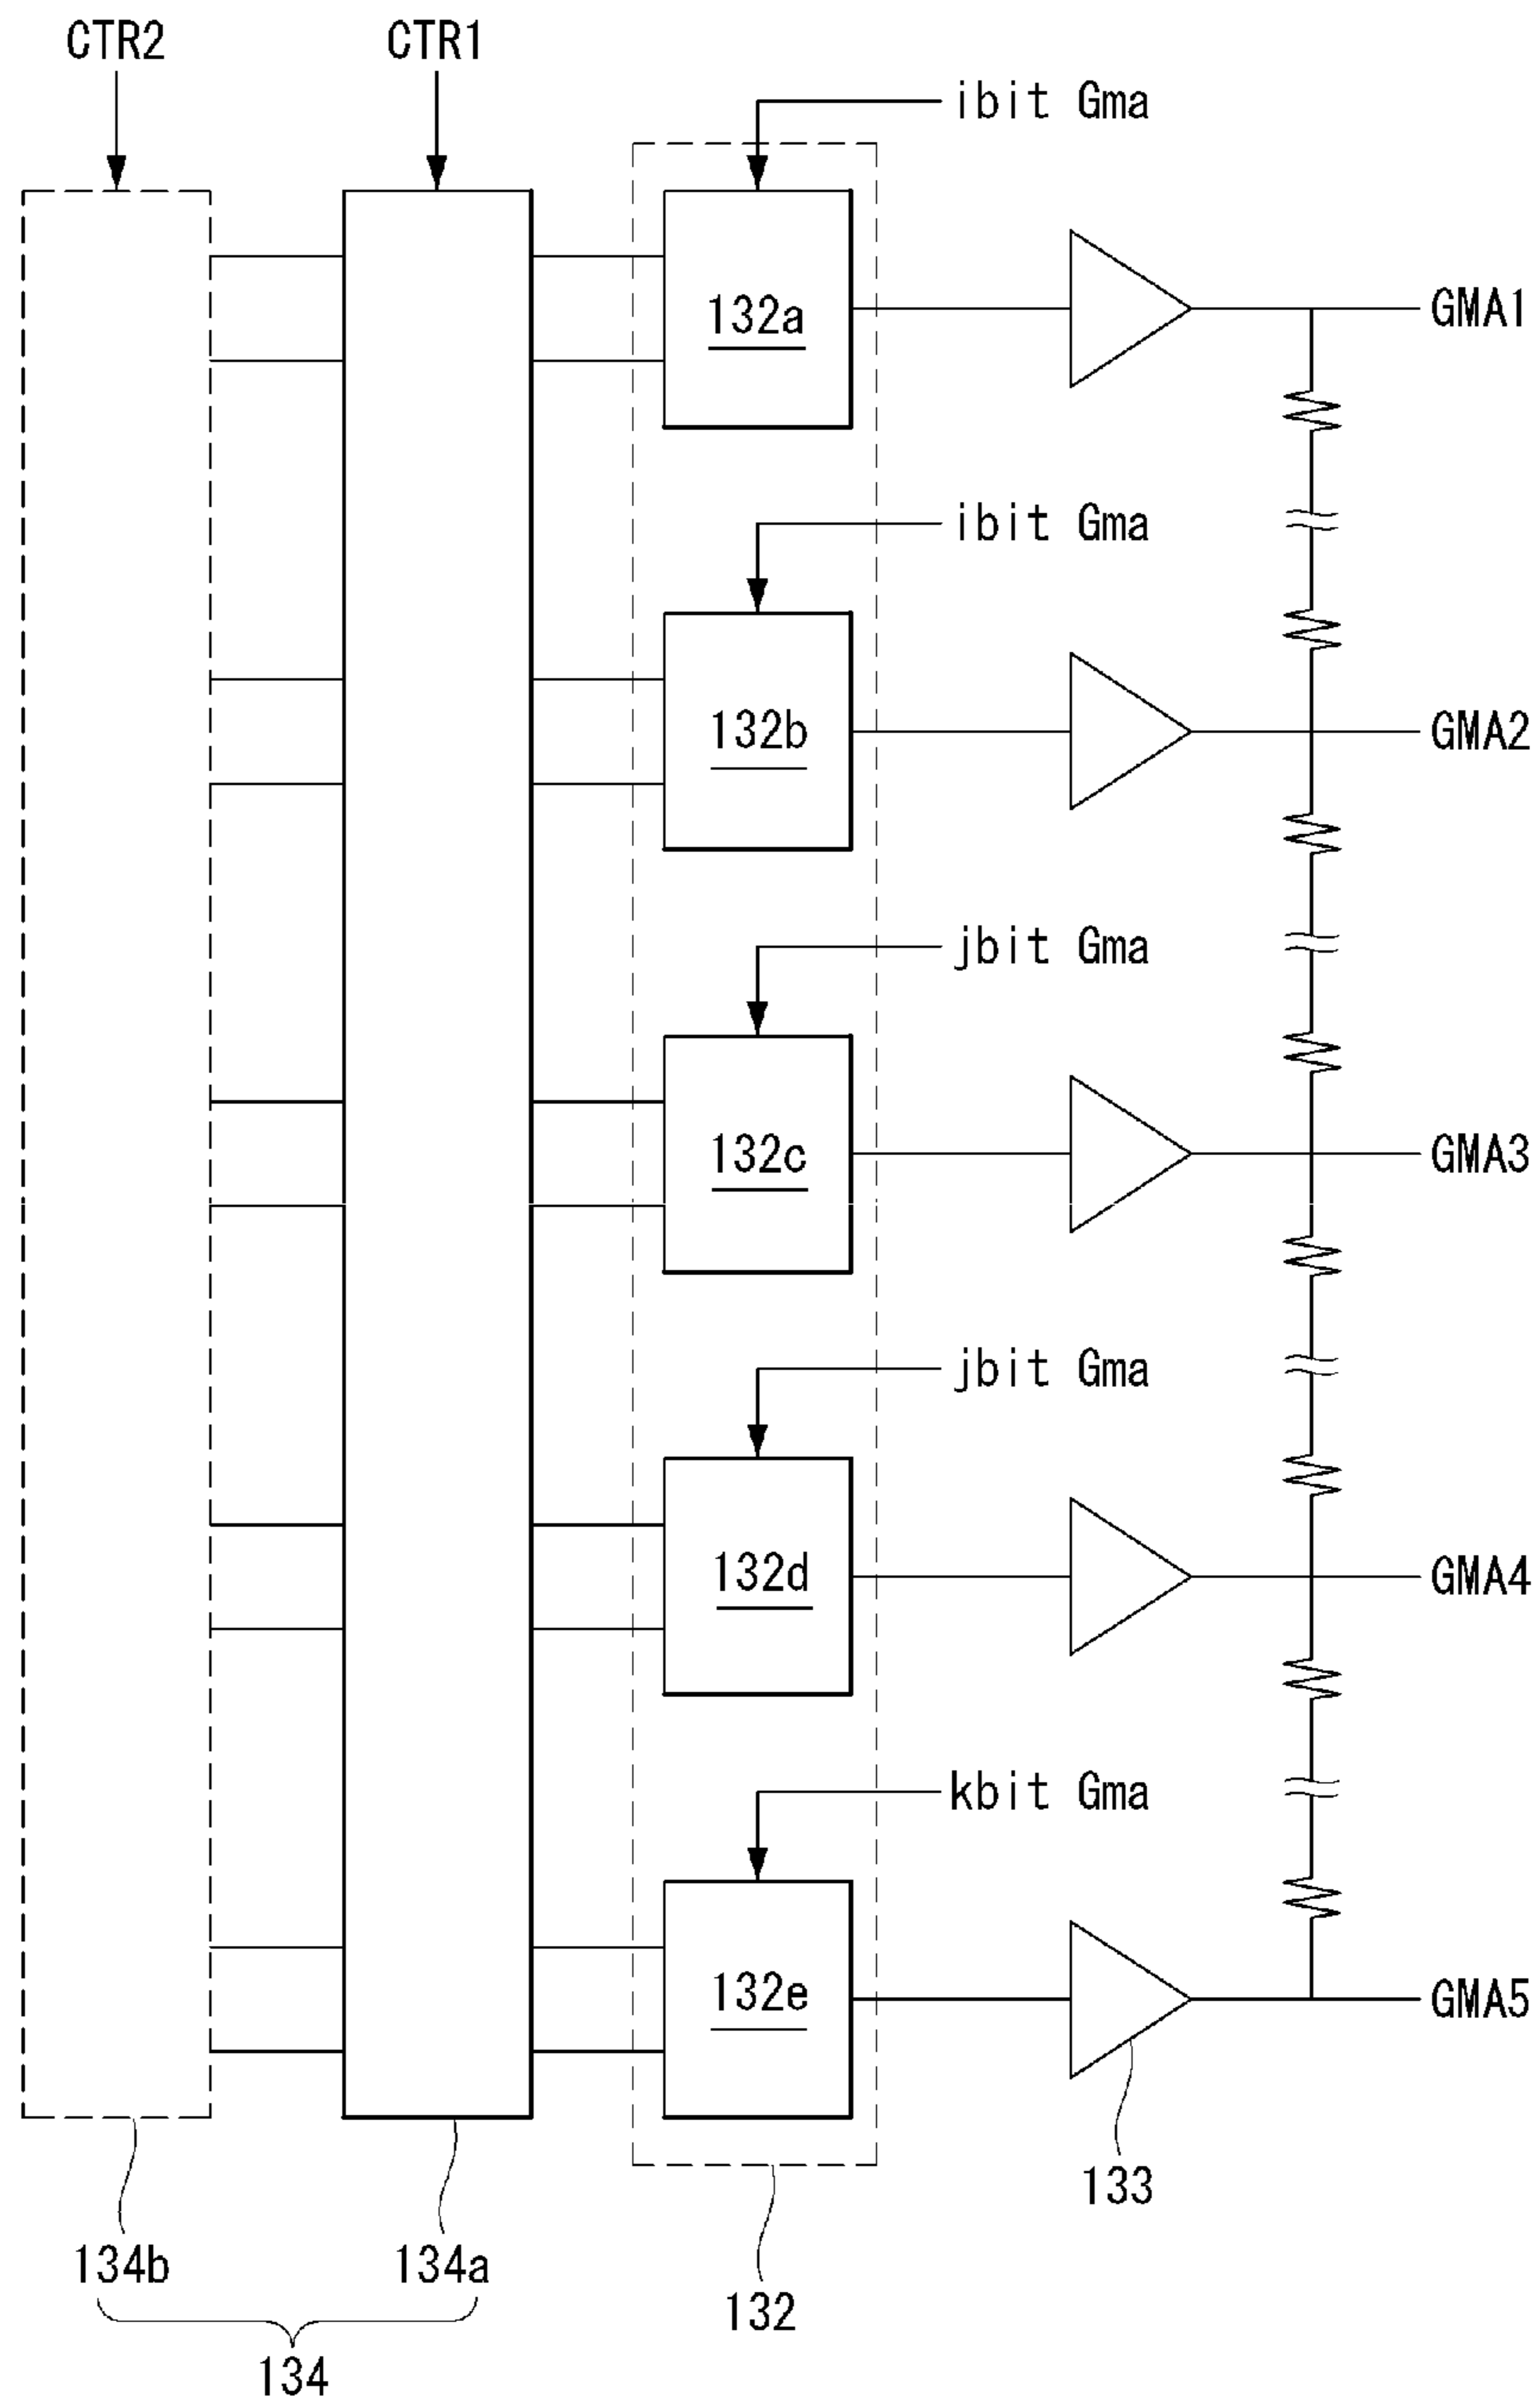 CTR2
CTR1
ibit Gma
132a
GMA1
ibit Gma
132b
GMA2
jbit Gma
132c
GMA3
jbit Gma
132d
GMA4
kbit Gma
132e
GMA5
133
134b
134a
132
134